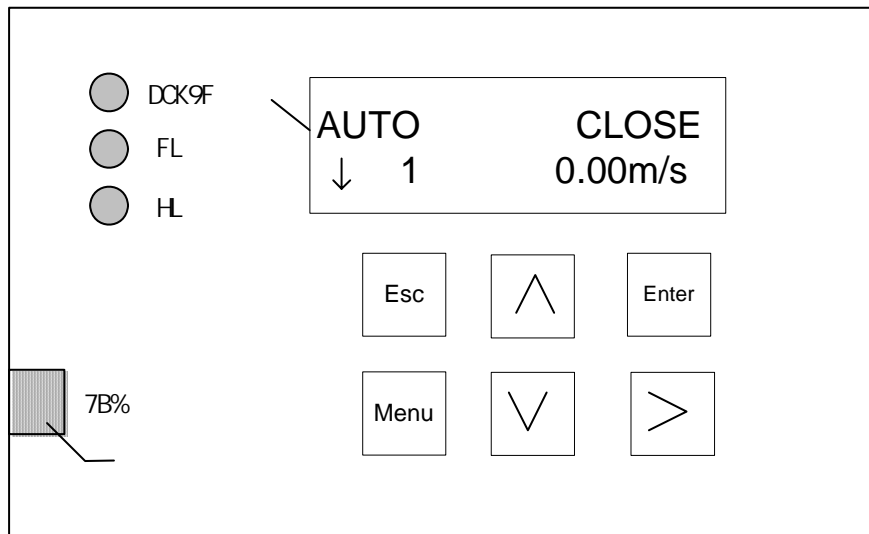 DCK9F
FL
HL
AUTO CLOSE
↓ 1 0.00m/s
Esc
Enter
Menu
7B%